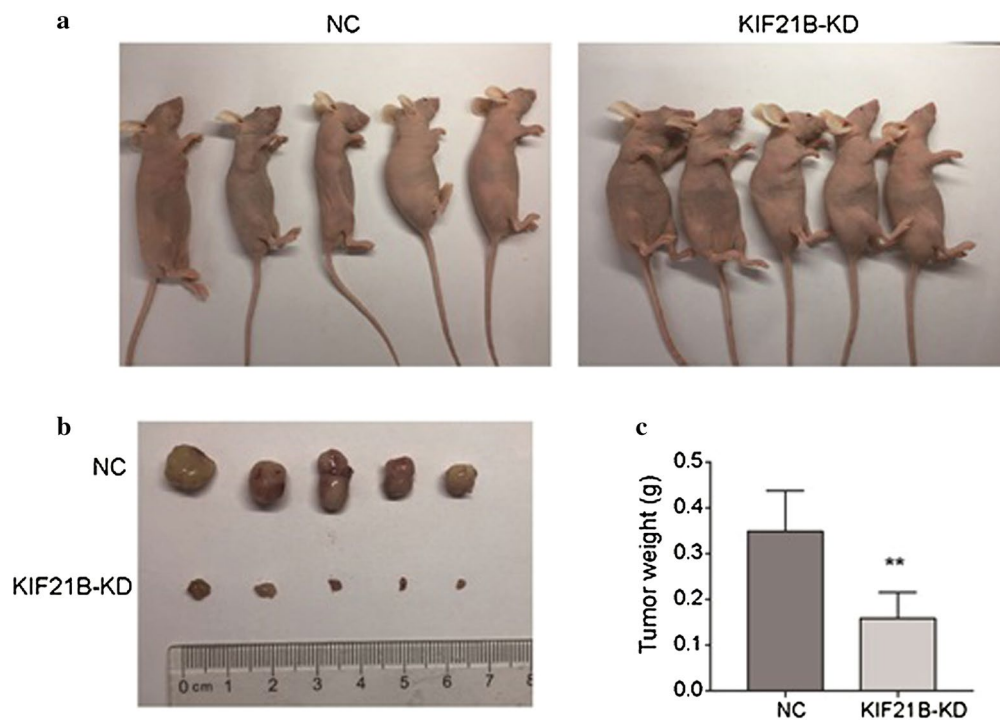 a
NC
KIF21B-KD
b
NC
KIF21B-KD
0 cm 1 2 3 4 5 6 7 8
c
Tumor weight (g)
0.5
0.4
0.3
0.2
0.1
0.0
**
NC
KIF21B-KD